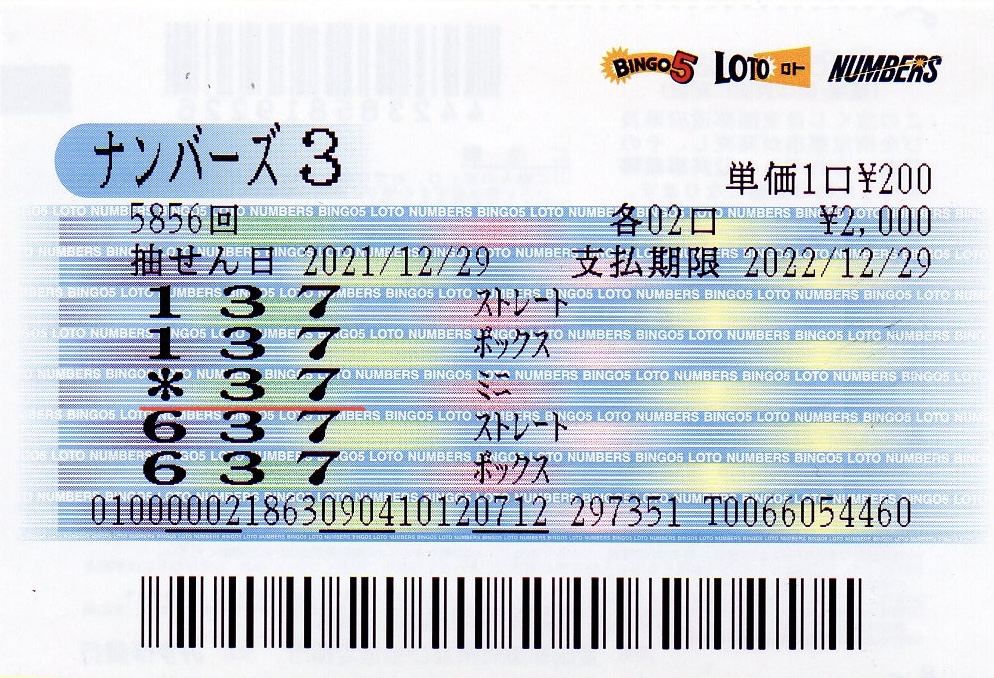 BINGO5 LOTO ロト NUMBERS
ナンバーズ3
単価1口¥200
5856回 各02口 ¥2,000
抽せん日 2021/12/29 支払期限 2022/12/29
1 3 7 ストレート
1 3 7 ボックス
* 3 7 ミニ
6 3 7 ストレート
6 3 7 ボックス
010000021863090410120712 297351 T0066054460